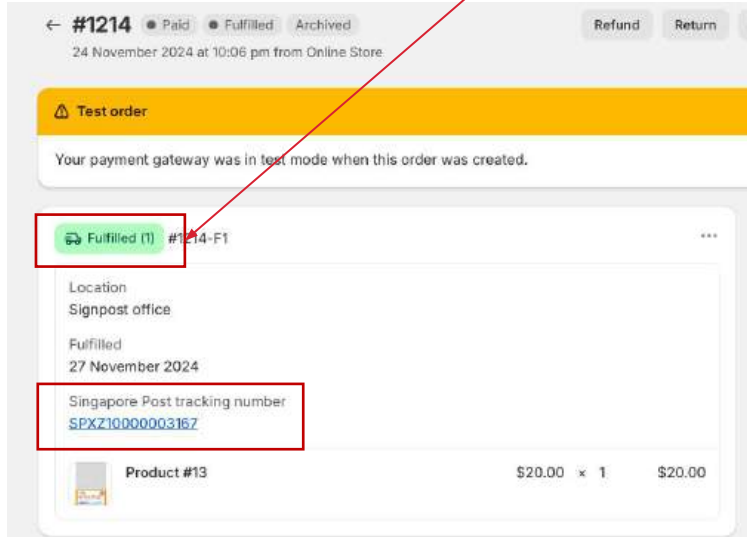 ← #1214 Paid Fulfilled Archived Refund Return
24 November 2024 at 10:06 pm from Online Store
Test order
Your payment gateway was in test mode when this order was created.
Fulfilled (1) #1214-F1
Location
Signpost office
Fulfilled
27 November 2024
Singapore Post tracking number
SPXZ10000003167
Product #13 $20.00 × 1 $20.00